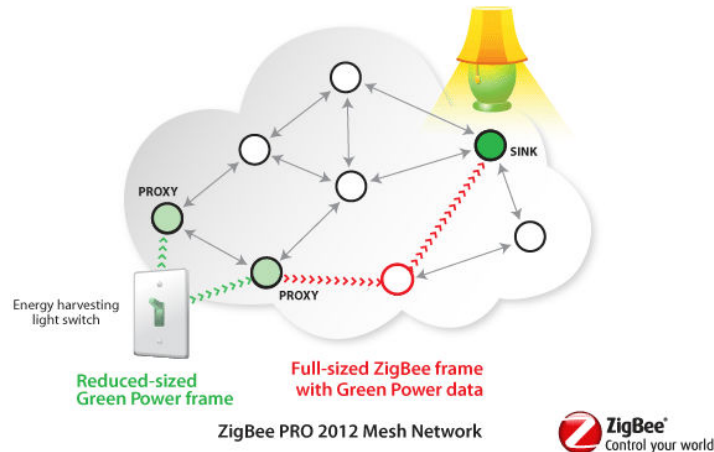 SINK
PROXY
PROXY
Energy harvesting
light switch
Reduced-sized
Green Power frame
Full-sized ZigBee frame
with Green Power data
ZigBee PRO 2012 Mesh Network
Z ZigBee®
Control your world